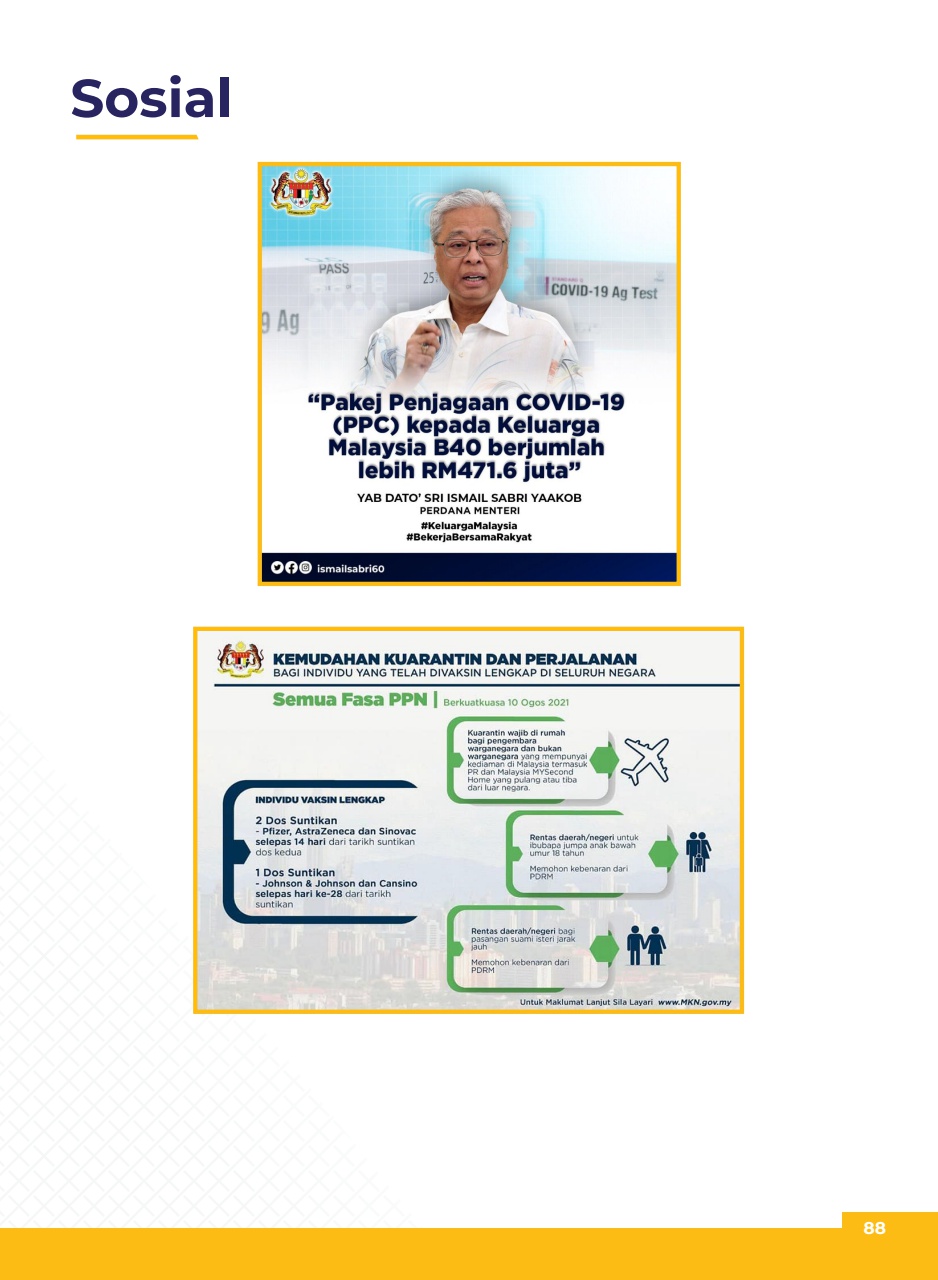 Sosial
PASS
25
COVID-19 Ag Test
9 Ag
“Pakej Penjagaan COVID-19
(PPC) kepada Keluarga
Malaysia B40 berjumlah
lebih RM471.6 juta”
YAB DATO’ SRI ISMAIL SABRI YAAKOB
PERDANA MENTERI
#KeluargaMalaysia
#BekerjaBersamaRakyat
ismailsabri60
KEMUDAHAN KUARANTIN DAN PERJALANAN
BAGI INDIVIDU YANG TELAH DIVAKSIN LENGKAP DI SELURUH NEGARA
Semua Fasa PPN | Berkuatkuasa 10 Ogos 2021
INDIVIDU VAKSIN LENGKAP
2 Dos Suntikan
- Pfizer, AstraZeneca dan Sinovac
selepas 14 hari dari tarikh suntikan
dos kedua
1 Dos Suntikan
- Johnson & Johnson dan Cansino
selepas hari ke-28 dari tarikh
suntikan
Kuarantin wajib di rumah
bagi pengembara
warganegara dan bukan
warganegara yang mempunyai
kediaman di Malaysia termasuk
PR dan Malaysia MYSecond
Home yang pulang atau tiba
dari luar negara.
Rentas daerah/negeri untuk
ibubapa jumpa anak bawah
umur 18 tahun
Memohon kebenaran dari
PDRM
Rentas daerah/negeri bagi
pasangan suami isteri jarak
jauh
Memohon kebenaran dari
PDRM
Untuk Maklumat Lanjut Sila Layari www.MKN.gov.my
88